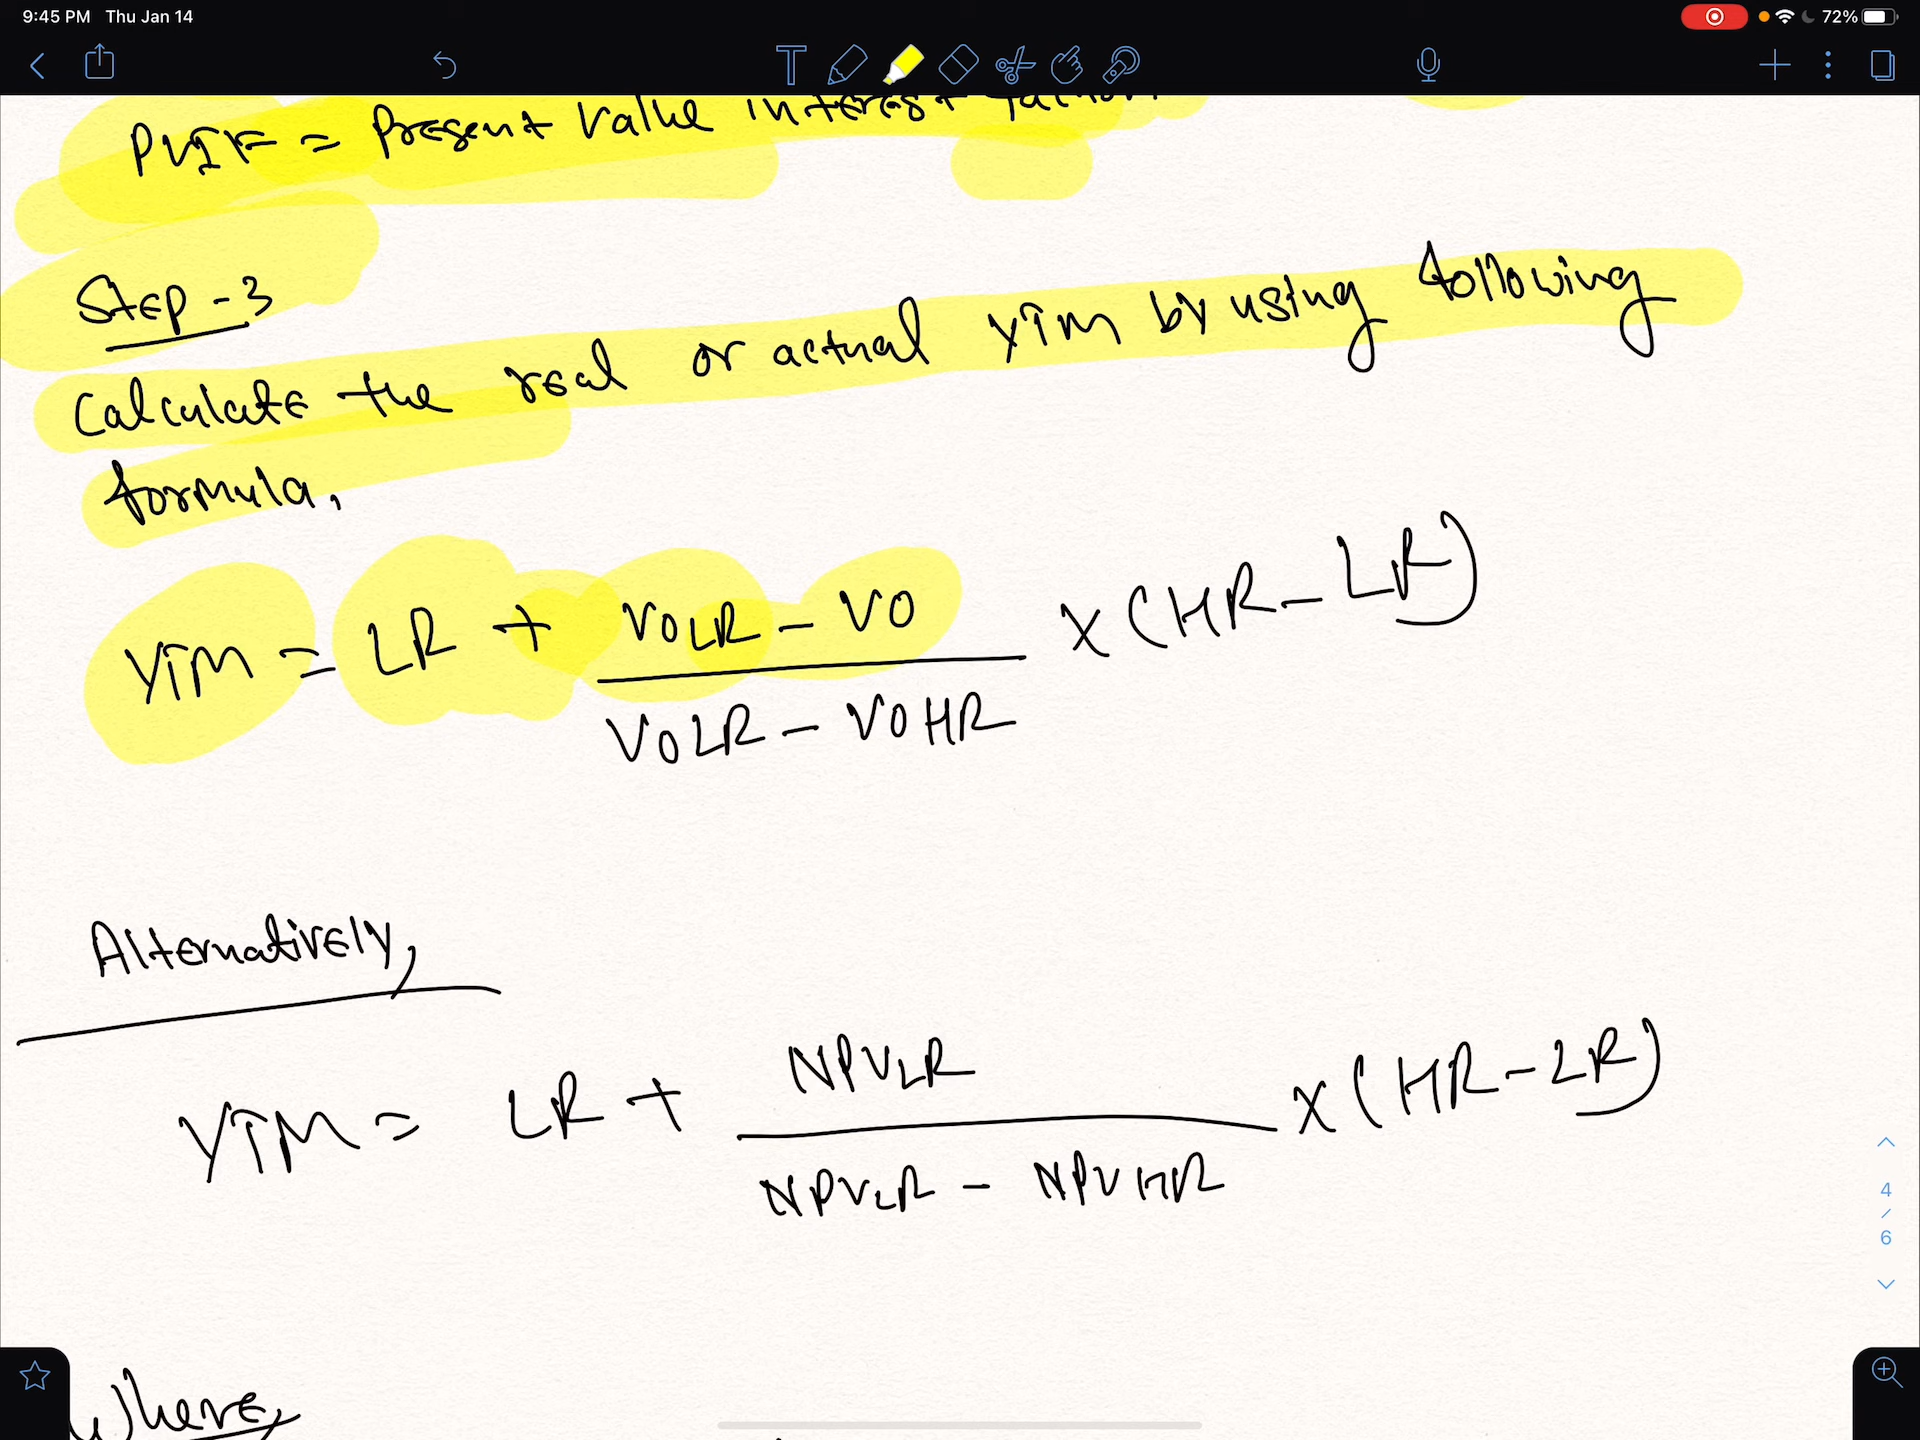 9:45 PM Thu Jan 14
72%
PVIF = Present Value interest factor.
Step-3
Calculate the real or actual YTM by using following
formula,
YTM = LR + VOLR - VO x (HR-LR)
VOLR - VOHR
Alternatively,
YTM = LR + NPVLR x (HR-LR)
NPVLR - NPVHR
4
/
6
Where,